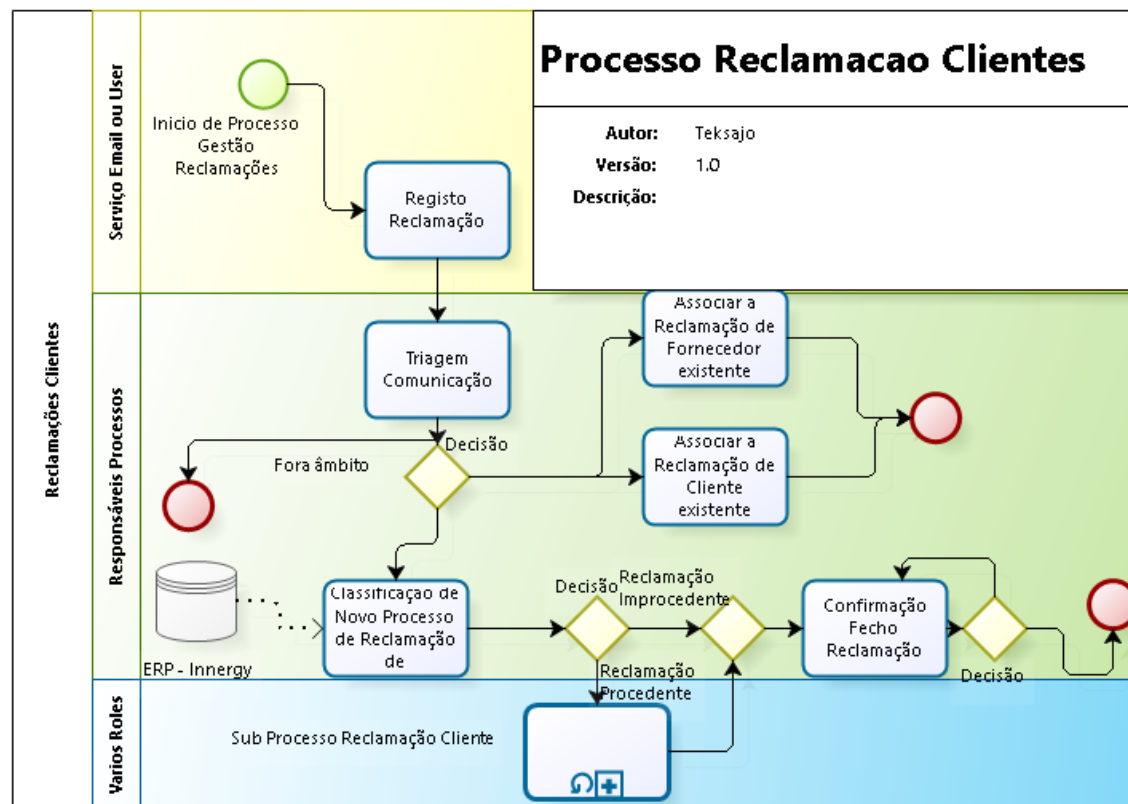 Processo Reclamacao Clientes
Autor: Teksajo
Versão: 1.0
Descrição:
Reclamações Clientes
Serviço Email ou User
Inicio de Processo
Gestão
Reclamações
Registo
Reclamação
Responsáveis Processos
Triagem
Comunicação
Associar a
Reclamação de
Fornecedor
existente
Decisão
Fora âmbito
Associar a
Reclamação de
Cliente
existente
ERP - Innergy
Classificação de
Novo Processo
de Reclamação
de
Decisão
Reclamação
Improcedente
Reclamação
Procedente
Confirmação
Fecho
Reclamação
Decisão
Varios Roles
Sub Processo Reclamação Cliente